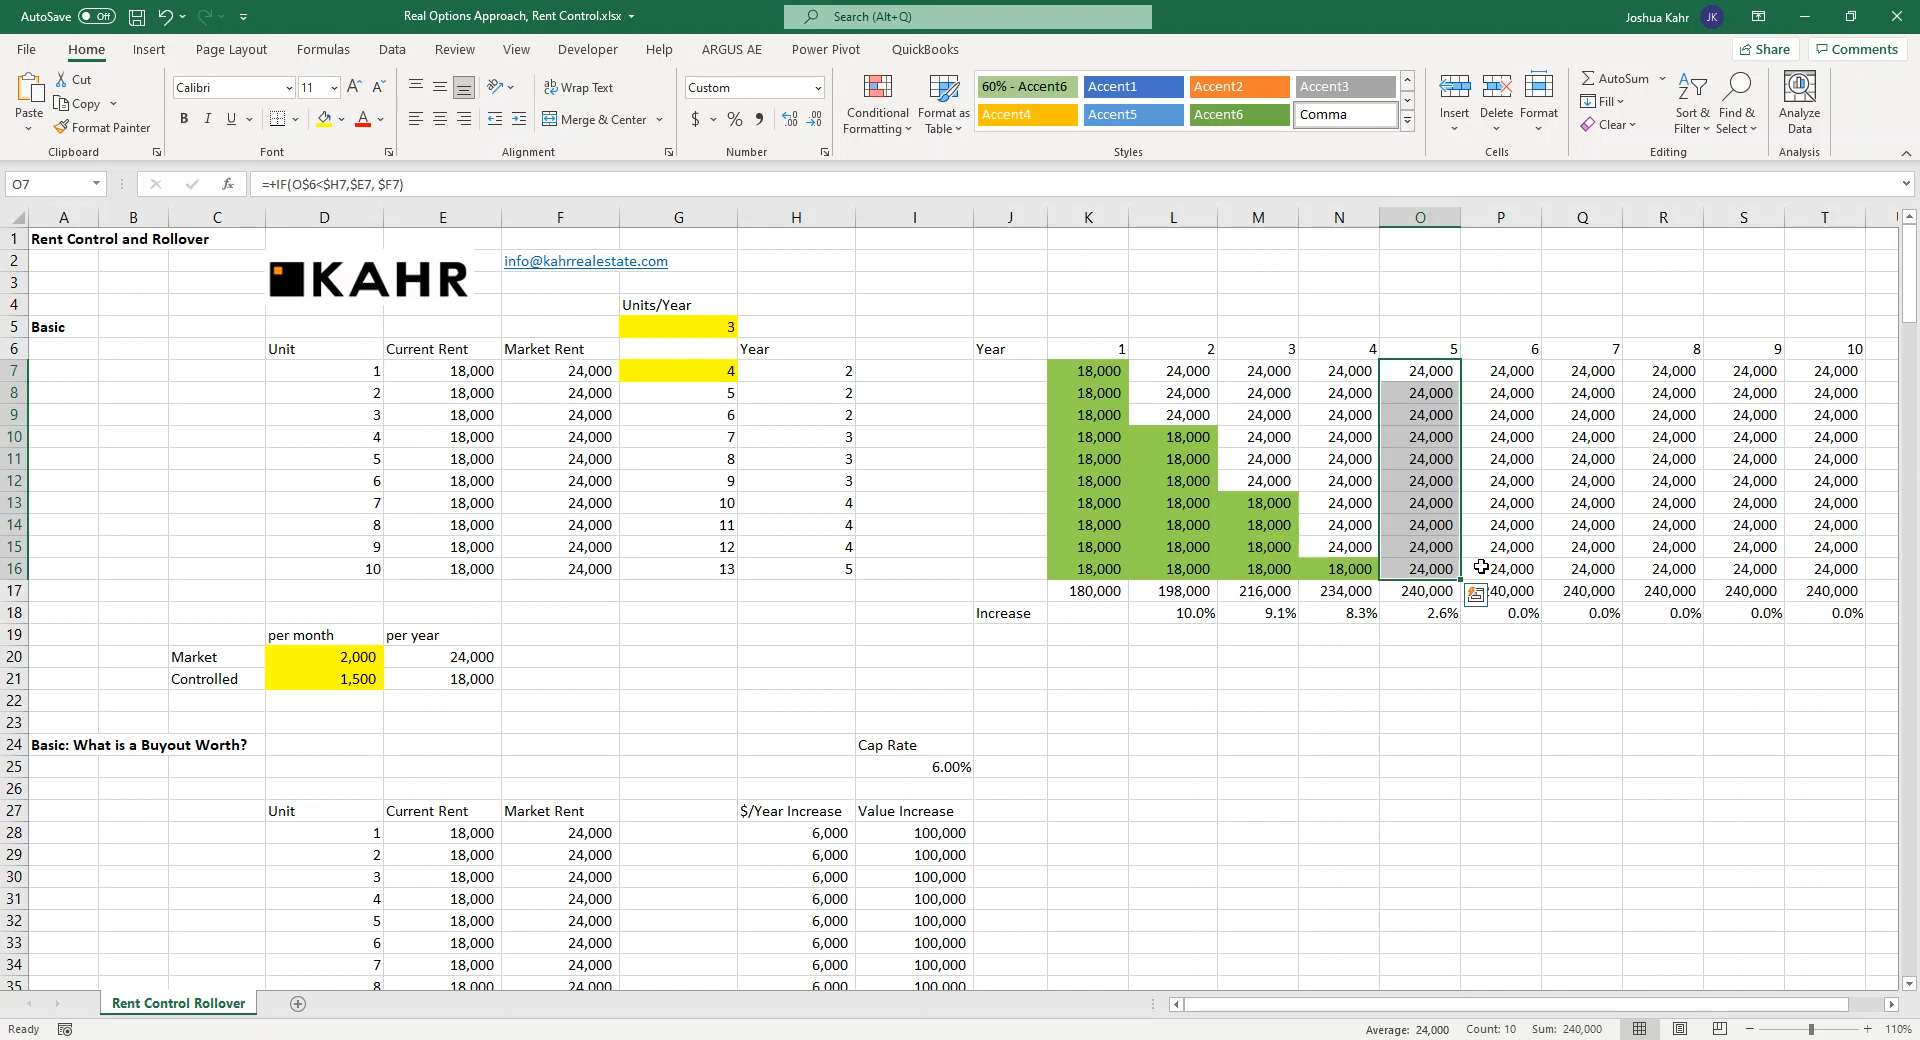 AutoSave Off Real Options Approach, Rent Control.xlsx Search (Alt+Q) Joshua Kahr JK
File Home Insert Page Layout Formulas Data Review View Developer Help ARGUS AE Power Pivot QuickBooks Share Comments
Paste Cut Copy Format Painter
Clipboard
Calibri 11 A A
B I U A
Font
Wrap Text
Merge & Center
Alignment
Custom
$ % 9
Number
Conditional Formatting Format as Table
60% - Accent6 Accent1 Accent2 Accent3
Accent4 Accent5 Accent6 Comma
Styles
Insert Delete Format
Cells
AutoSum Fill Clear Sort & Filter Find & Select
Editing
Analyze Data
Analysis
O7 fx =+IF(O$6<$H7,$E7, $F7)
A B C D E F G H I J K L M N O P Q R S T
1 Rent Control and Rollover
2 KAHR info@kahrrealestate.com
3
4 Units/Year
5 Basic 3
6 Unit Current Rent Market Rent Year Year 1 2 3 4 5 6 7 8 9 10
7 1 18,000 24,000 4 2 18,000 24,000 24,000 24,000 24,000 24,000 24,000 24,000 24,000 24,000
8 2 18,000 24,000 5 2 18,000 24,000 24,000 24,000 24,000 24,000 24,000 24,000 24,000 24,000
9 3 18,000 24,000 6 2 18,000 24,000 24,000 24,000 24,000 24,000 24,000 24,000 24,000 24,000
10 4 18,000 24,000 7 3 18,000 18,000 24,000 24,000 24,000 24,000 24,000 24,000 24,000 24,000
11 5 18,000 24,000 8 3 18,000 18,000 24,000 24,000 24,000 24,000 24,000 24,000 24,000 24,000
12 6 18,000 24,000 9 3 18,000 18,000 24,000 24,000 24,000 24,000 24,000 24,000 24,000 24,000
13 7 18,000 24,000 10 4 18,000 18,000 18,000 24,000 24,000 24,000 24,000 24,000 24,000 24,000
14 8 18,000 24,000 11 4 18,000 18,000 18,000 24,000 24,000 24,000 24,000 24,000 24,000 24,000
15 9 18,000 24,000 12 4 18,000 18,000 18,000 24,000 24,000 24,000 24,000 24,000 24,000 24,000
16 10 18,000 24,000 13 5 18,000 18,000 18,000 18,000 24,000 24,000 24,000 24,000 24,000 24,000
17 180,000 198,000 216,000 234,000 240,000 40,000 240,000 240,000 240,000 240,000
18 Increase 10.0% 9.1% 8.3% 2.6% 0.0% 0.0% 0.0% 0.0% 0.0%
19 per month per year
20 Market 2,000 24,000
21 Controlled 1,500 18,000
22
23
24 Basic: What is a Buyout Worth? Cap Rate
25 6.00%
26
27 Unit Current Rent Market Rent $/Year Increase Value Increase
28 1 18,000 24,000 6,000 100,000
29 2 18,000 24,000 6,000 100,000
30 3 18,000 24,000 6,000 100,000
31 4 18,000 24,000 6,000 100,000
32 5 18,000 24,000 6,000 100,000
33 6 18,000 24,000 6,000 100,000
34 7 18,000 24,000 6,000 100,000
35 8 18,000 24,000 6,000 100,000
Rent Control Rollover
Ready Average: 24,000 Count: 10 Sum: 240,000 110%